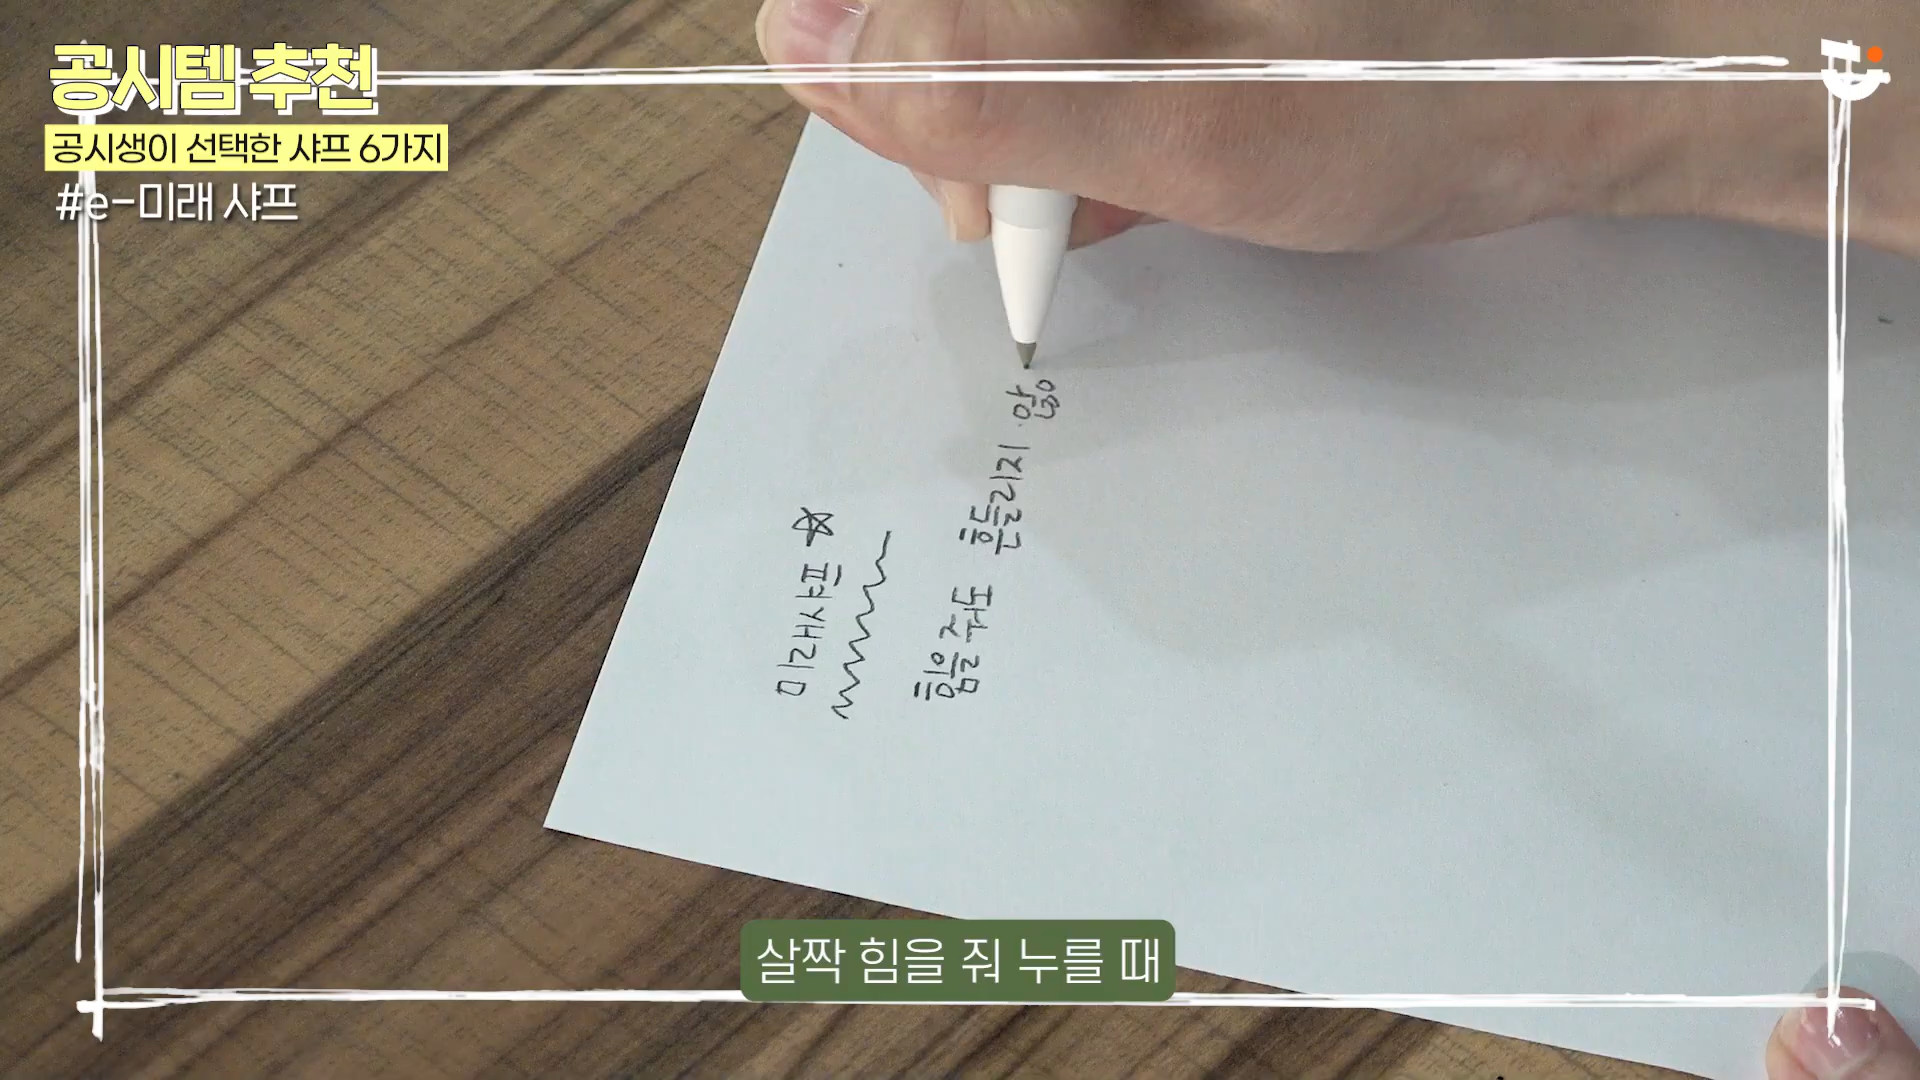 공시템 추천
공시생이 선택한 샤프 6가지
#e-미래 샤프
미래샤프
힘을 줘도 흔들리지 않
살짝 힘을 줘 누를 때